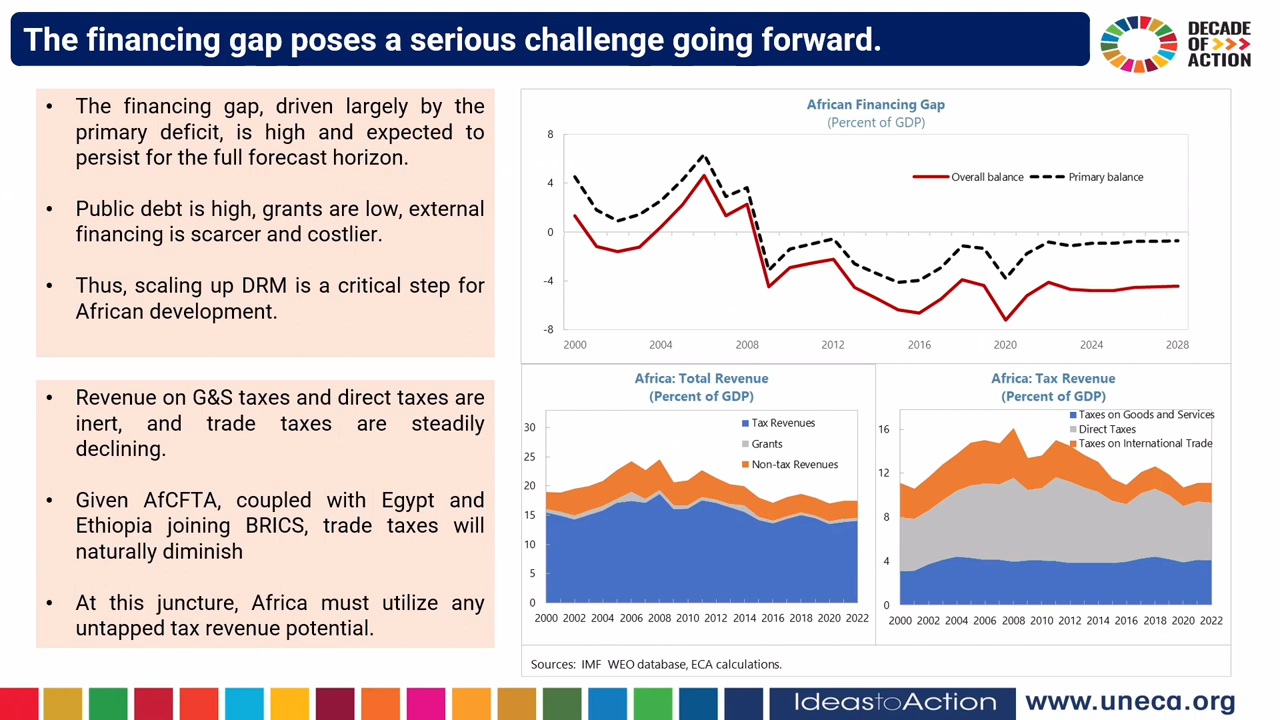 The financing gap poses a serious challenge going forward.
DECADE
OF >>>
ACTION
• The financing gap, driven largely by the
primary deficit, is high and expected to
persist for the full forecast horizon.
• Public debt is high, grants are low, external
financing is scarcer and costlier.
• Thus, scaling up DRM is a critical step for
African development.
• Revenue on G&S taxes and direct taxes are
inert, and trade taxes are steadily
declining.
• Given AfCFTA, coupled with Egypt and
Ethiopia joining BRICS, trade taxes will
naturally diminish
• At this juncture, Africa must utilize any
untapped tax revenue potential.
African Financing Gap
(Percent of GDP)
8
4
0
-4
-8
Overall balance Primary balance
2000 2004 2008 2012 2016 2020 2024 2028
Africa: Total Revenue
(Percent of GDP)
30
25
20
15
10
5
0
Tax Revenues
Grants
Non-tax Revenues
2000 2002 2004 2006 2008 2010 2012 2014 2016 2018 2020 2022
Africa: Tax Revenue
(Percent of GDP)
16
12
8
4
0
Taxes on Goods and Services
Direct Taxes
Taxes on International Trade
2000 2002 2004 2006 2008 2010 2012 2014 2016 2018 2020 2022
Sources: IMF WEO database, ECA calculations.
IdeastoAction
www.uneca.org